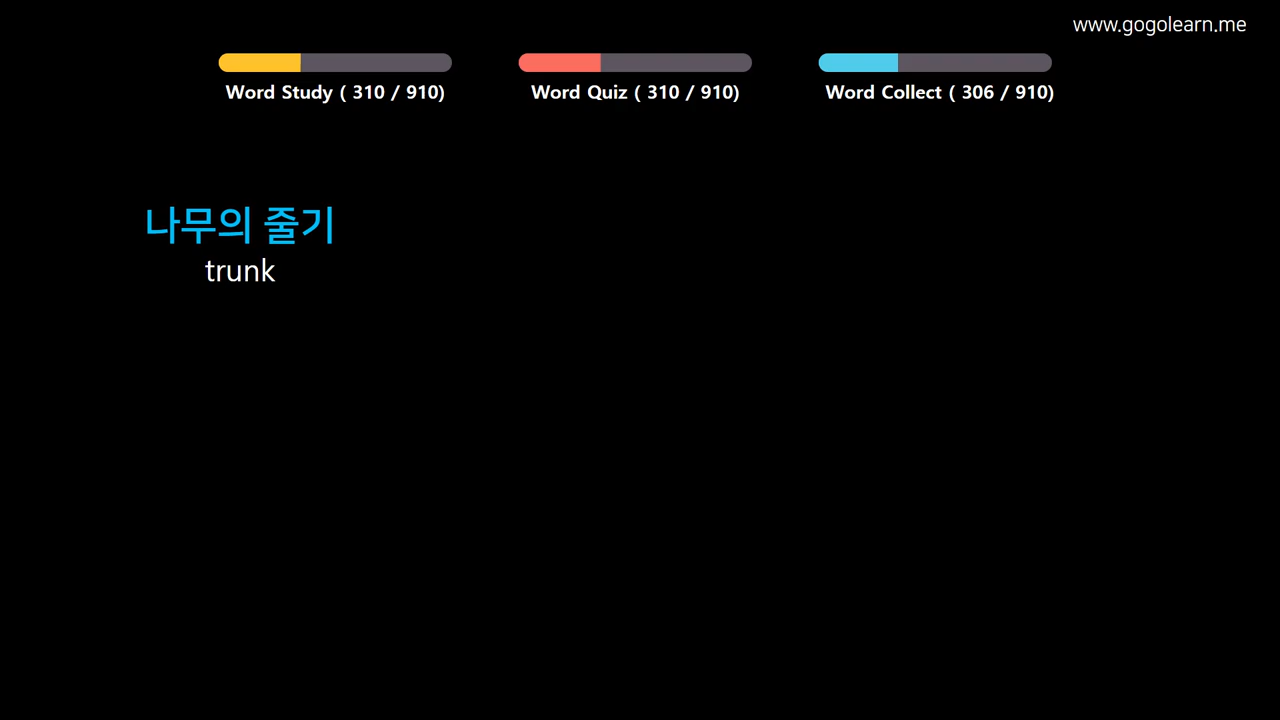 www.gogolearn.me
Word Study ( 310 / 910)
Word Quiz ( 310 / 910)
Word Collect ( 306 / 910)
나무의 줄기
trunk